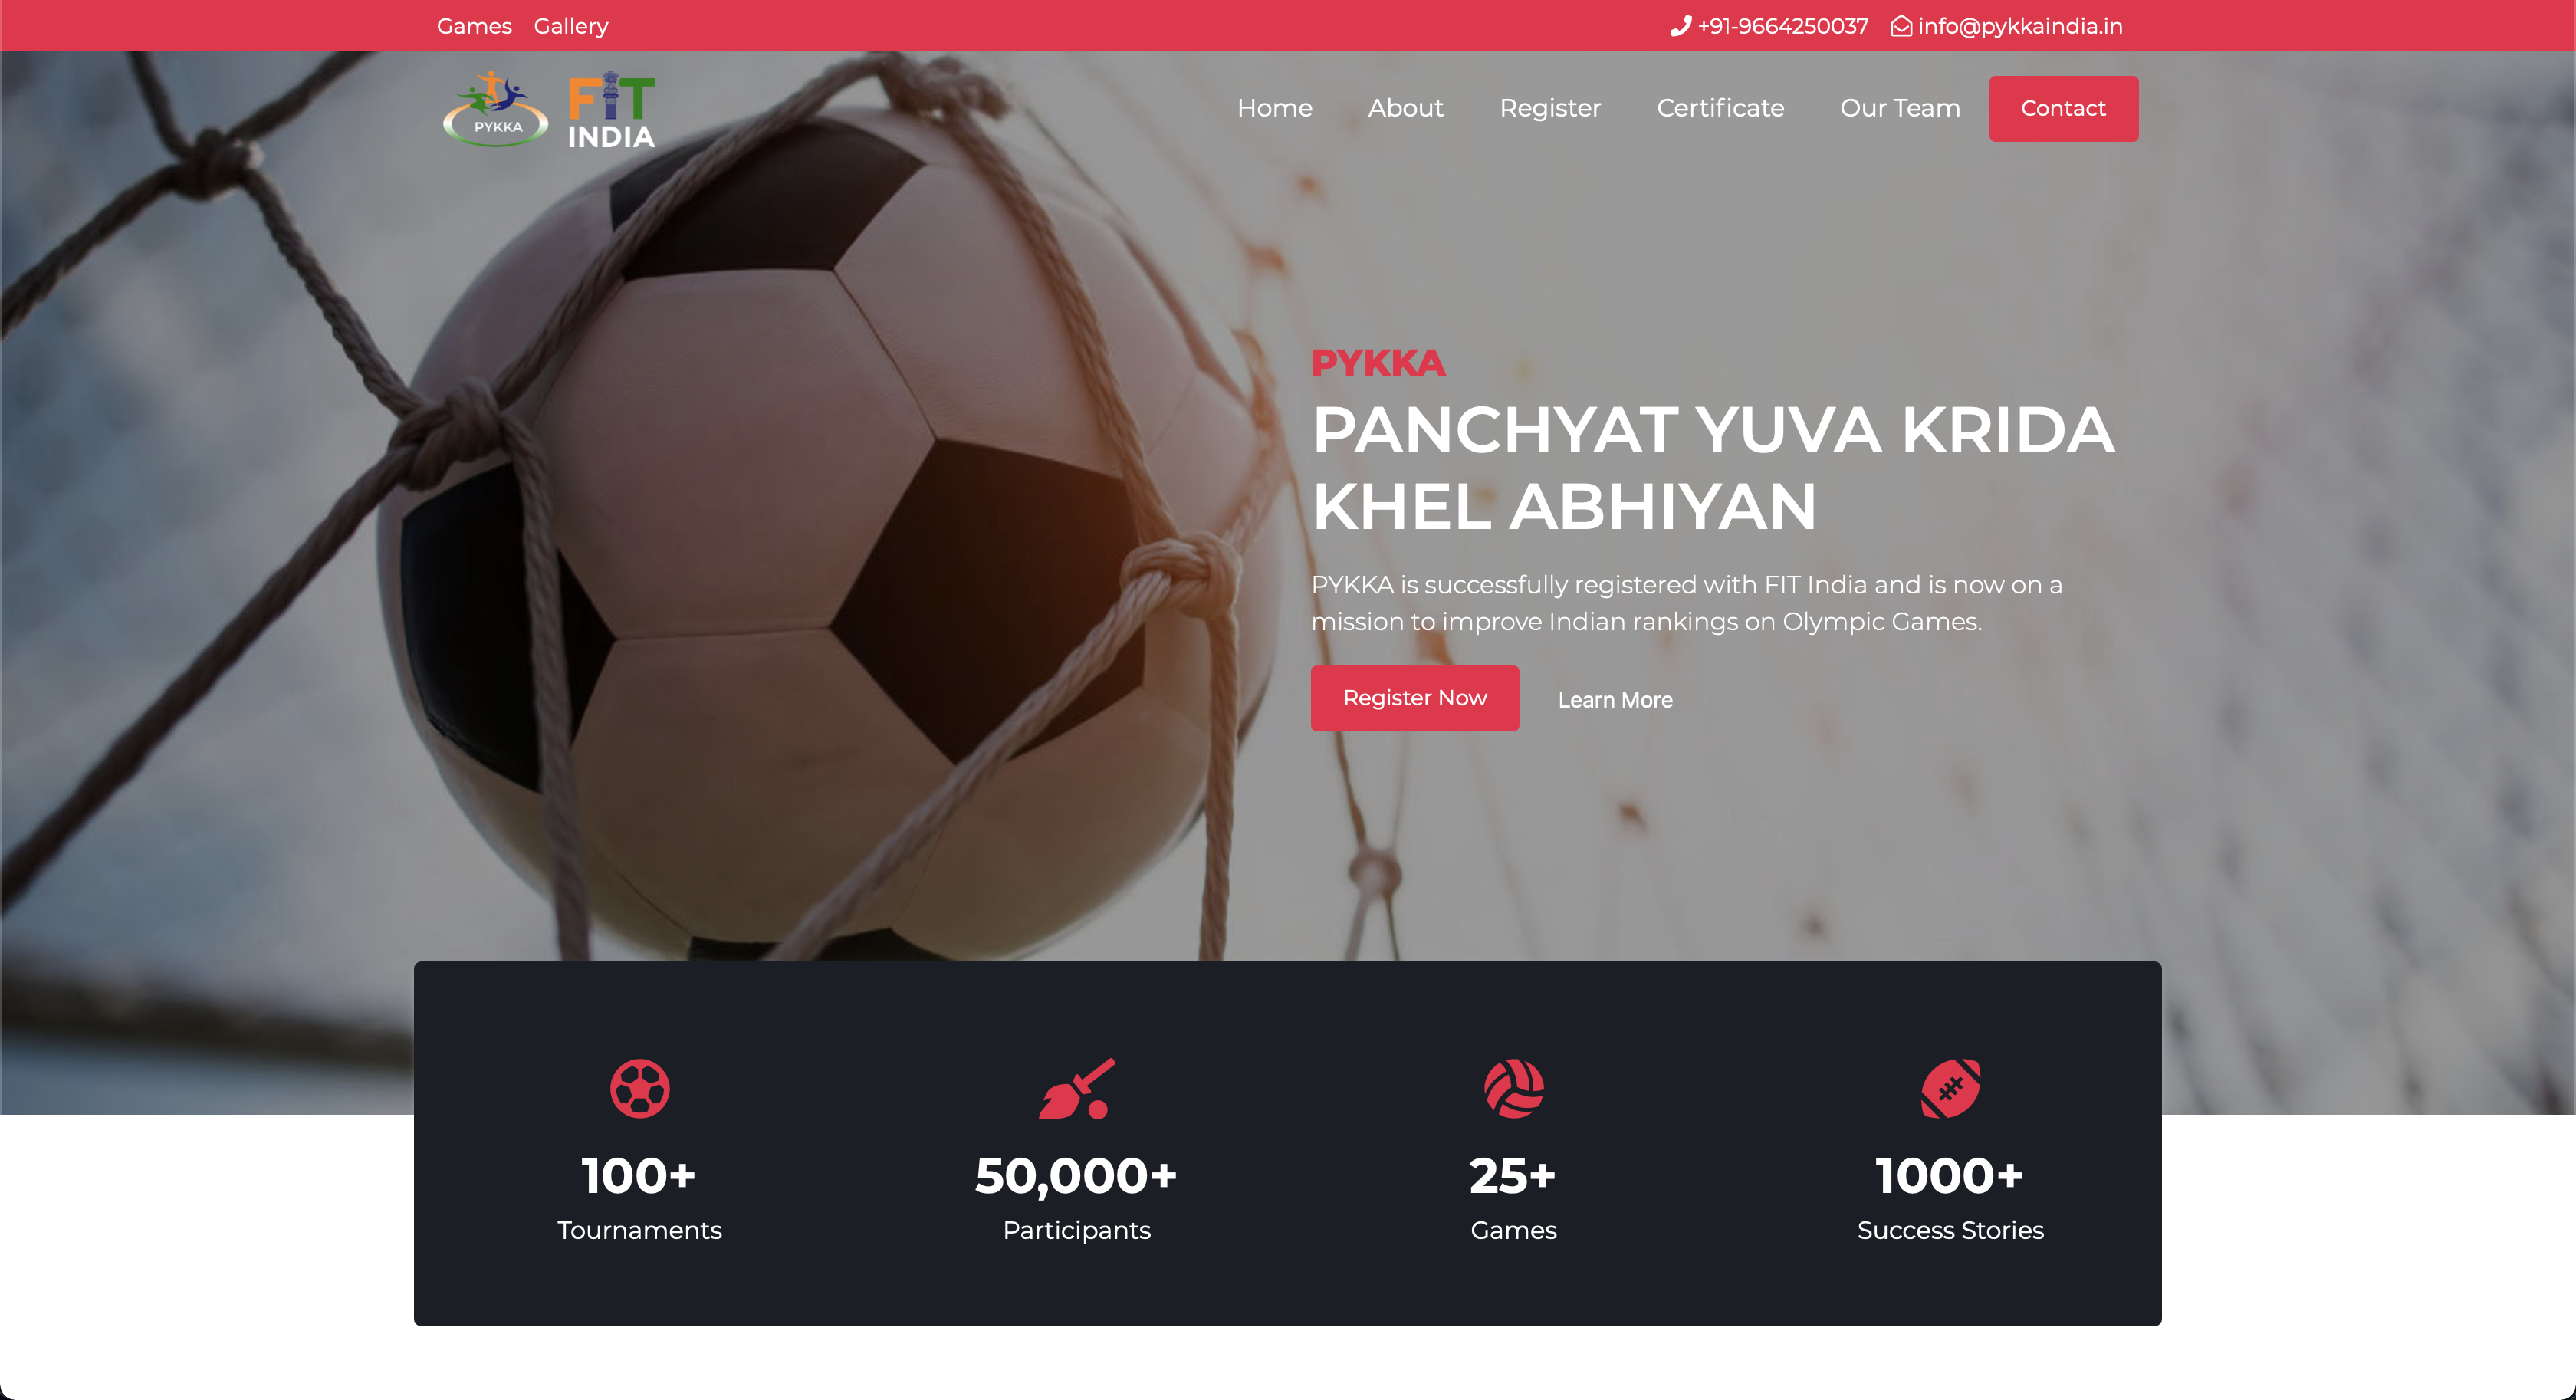 Games Gallery +91-9664250037 info@pykkaindia.in
PYKKA
FIT
INDIA
Home About Register Certificate Our Team Contact
PYKKA
PANCHYAT YUVA KRIDA
KHEL ABHIYAN
PYKKA is successfully registered with FIT India and is now on a
mission to improve Indian rankings on Olympic Games.
Register Now Learn More
100+ 50,000+ 25+ 1000+
Tournaments Participants Games Success Stories